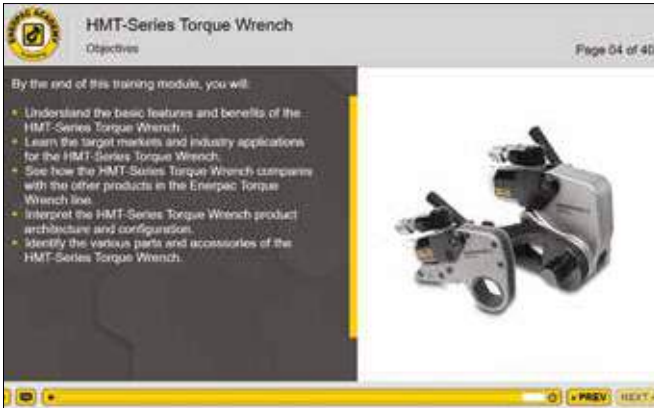 ENERPAC ACADEMY
HMT-Series Torque Wrench
Objectives
Page 04 of 40
By the end of this training module, you will:
• Understand the basic features and benefits of the
HMT-Series Torque Wrench.
• Learn the target markets and industry applications
for the HMT-Series Torque Wrench.
• See how the HMT-Series Torque Wrench compares
with the other products in the Enerpac Torque
Wrench line.
• Interpret the HMT-Series Torque Wrench product
architecture and configuration.
• Identify the various parts and accessories of the
HMT-Series Torque Wrench.
PREV
NEXT